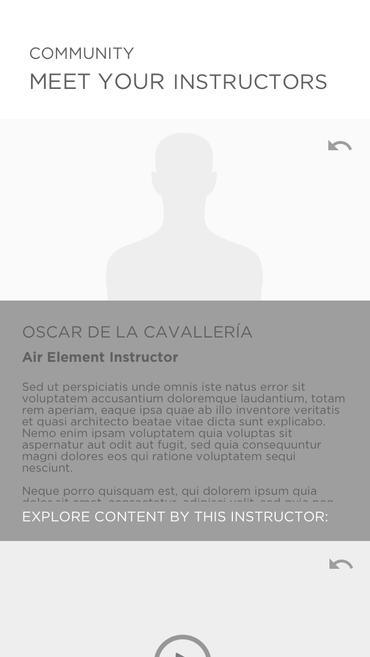 COMMUNITY
MEET YOUR INSTRUCTORS
OSCAR DE LA CAVALLERÍA
Air Element Instructor
Sed ut perspiciatis unde omnis iste natus error sit
voluptatem accusantium doloremque laudantium, totam
rem aperiam, eaque ipsa quae ab illo inventore veritatis
et quasi architecto beatae vitae dicta sunt explicabo.
Nemo enim ipsam voluptatem quia voluptas sit
aspernatur aut odit aut fugit, sed quia consequuntur
magni dolores eos qui ratione voluptatem sequi
nesciunt.
Neque porro quisquam est, qui dolorem ipsum quia
EXPLORE CONTENT BY THIS INSTRUCTOR: